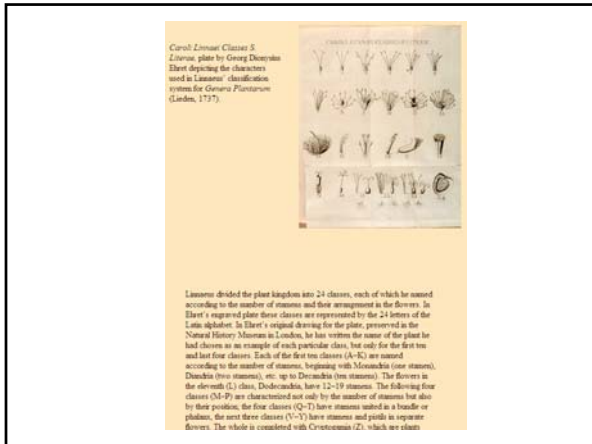 Caroli Linnaei Classes S.
Literae, plate by Georg Dionysius
Ehret depicting the characters
used in Linnaeus' classification
system for Genera Plantarum
(Lieden, 1737).
Linnaeus divided the plant kingdom into 24 classes, each of which he named
according to the number of stamens and their arrangement in the flowers. In
Ehret's engraved plate these classes are represented by the 24 letters of the
Latin alphabet. In Ehret's original drawing for the plate, preserved in the
Natural History Museum in London, he has written the name of the plant he
had chosen as an example of each particular class, but only for the first ten
and last four classes. Each of the first ten classes (A–K) are named
according to the number of stamens, beginning with Monandria (one stamen),
Diandria (two stamens), etc. up to Decandria (ten stamens). The flowers in
the eleventh (L) class, Dodecandria, have 12–19 stamens. The following four
classes (M–P) are characterized not only by the number of stamens but also
by their position; the four classes (Q–T) have stamens united in a bundle or
phalanx, the next three classes (V–Y) have stamens and pistils in separate
flowers. The whole is completed with Cryptogamia (Z), which are plants